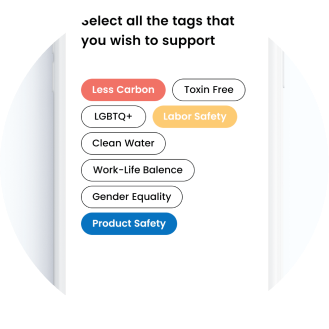 Select all the tags that
you wish to support
Less Carbon Toxin Free
LGBTQ+ Labor Safety
Clean Water
Work-Life Balence
Gender Equality
Product Safety